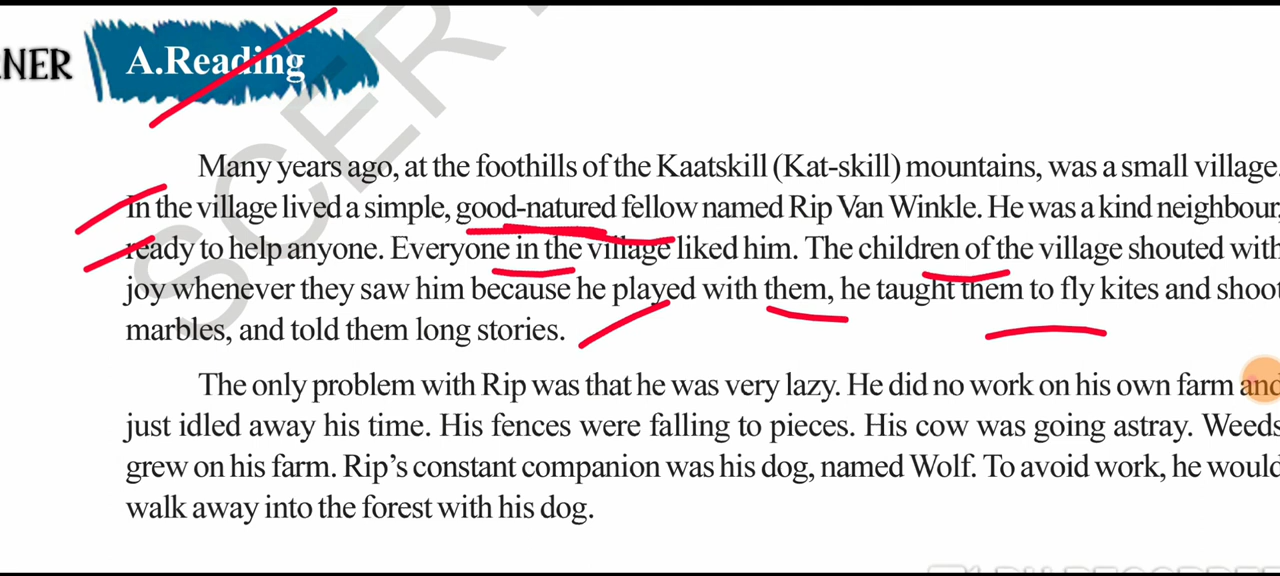 NER
A.Reading
SCER
Many years ago, at the foothills of the Kaatskill (Kat-skill) mountains, was a small village.
In the village lived a simple, good-natured fellow named Rip Van Winkle. He was a kind neighbour,
ready to help anyone. Everyone in the village liked him. The children of the village shouted with
joy whenever they saw him because he played with them, he taught them to fly kites and shoot
marbles, and told them long stories.
The only problem with Rip was that he was very lazy. He did no work on his own farm and
just idled away his time. His fences were falling to pieces. His cow was going astray. Weeds
grew on his farm. Rip's constant companion was his dog, named Wolf. To avoid work, he would
walk away into the forest with his dog.